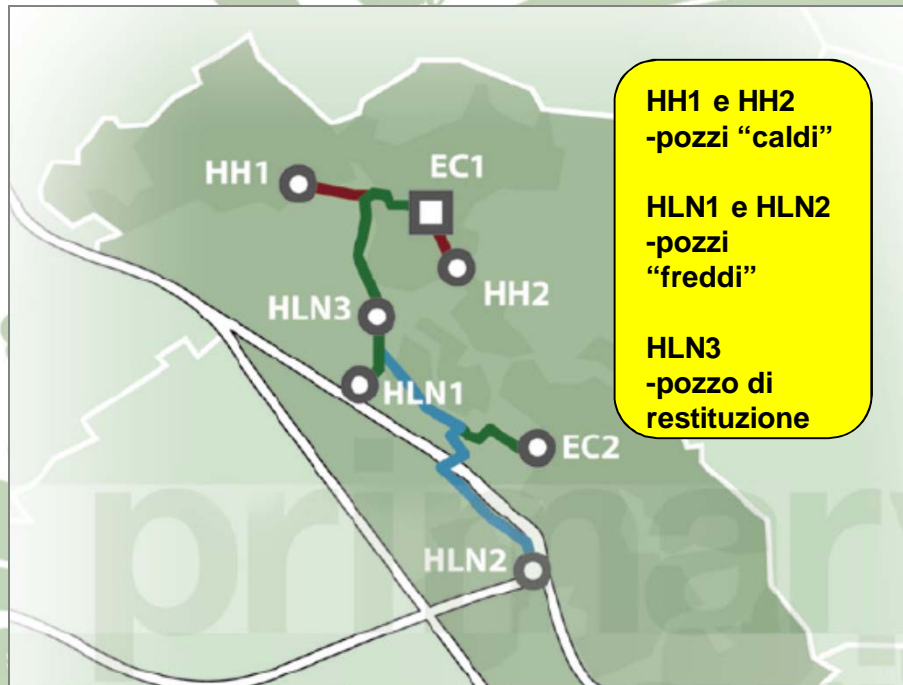 HH1
EC1
HH2
HLN3
HLN1
EC2
HLN2
HH1 e HH2
-pozzi “caldi”
HLN1 e HLN2
-pozzi
“freddi”
HLN3
-pozzo di
restituzione
primary